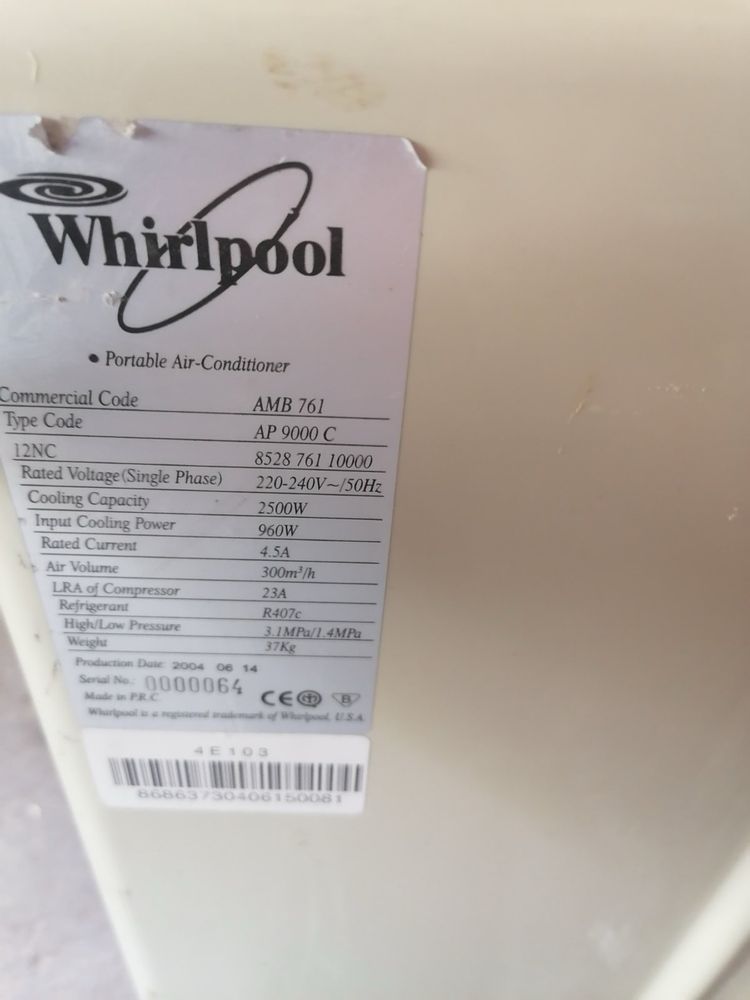 Whirlpool
• Portable Air-Conditioner
Commercial Code AMB 761
Type Code AP 9000 C
12NC 8528 761 10000
Rated Voltage(Single Phase) 220-240V~/50Hz
Cooling Capacity 2500W
Input Cooling Power 960W
Rated Current 4.5A
Air Volume 300m³/h
LRA of Compressor 23A
Refrigerant R407c
High/Low Pressure 3.1MPa/1.4MPa
Weight 37Kg
Production Date: 2004 06 14
Serial No.: 0000064
Made in P.R.C. CE B
Whirlpool is a registered trademark of Whirlpool, U.S.A.
4E103
86863730406150081